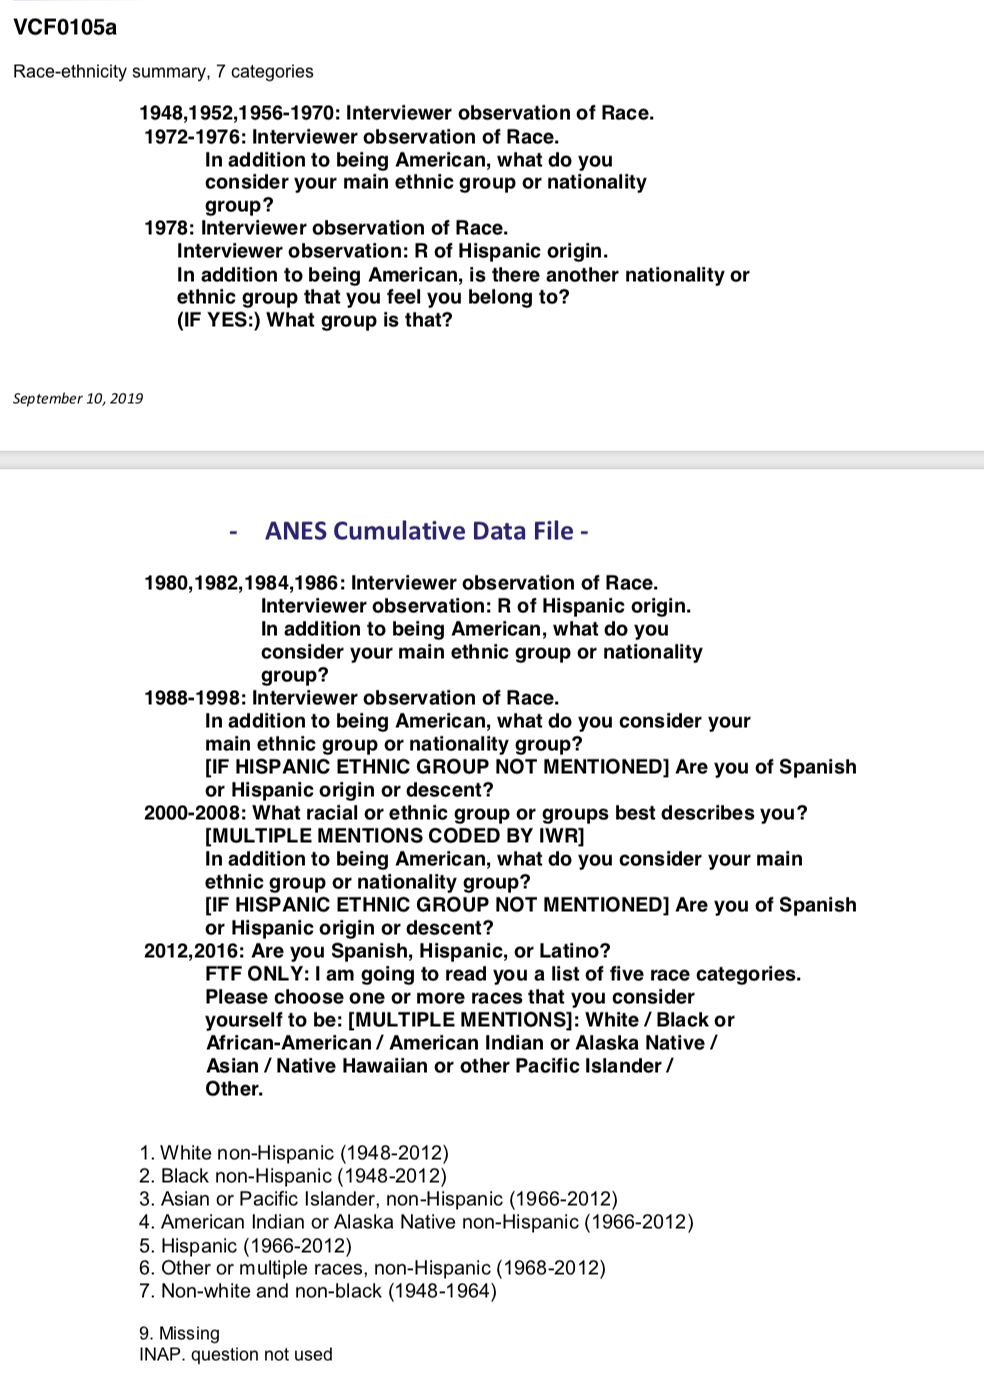 VCF0105a
Race-ethnicity summary, 7 categories
1948,1952,1956-1970: Interviewer observation of Race.
1972-1976: Interviewer observation of Race.
In addition to being American, what do you
consider your main ethnic group or nationality
group?
1978: Interviewer observation of Race.
Interviewer observation: R of Hispanic origin.
In addition to being American, is there another nationality or
ethnic group that you feel you belong to?
(IF YES:) What group is that?
September 10, 2019
- ANES Cumulative Data File -
1980,1982,1984,1986: Interviewer observation of Race.
Interviewer observation: R of Hispanic origin.
In addition to being American, what do you
consider your main ethnic group or nationality
group?
1988-1998: Interviewer observation of Race.
In addition to being American, what do you consider your
main ethnic group or nationality group?
[IF HISPANIC ETHNIC GROUP NOT MENTIONED] Are you of Spanish
or Hispanic origin or descent?
2000-2008: What racial or ethnic group or groups best describes you?
[MULTIPLE MENTIONS CODED BY IWR]
In addition to being American, what do you consider your main
ethnic group or nationality group?
[IF HISPANIC ETHNIC GROUP NOT MENTIONED] Are you of Spanish
or Hispanic origin or descent?
2012,2016: Are you Spanish, Hispanic, or Latino?
FTF ONLY: I am going to read you a list of five race categories.
Please choose one or more races that you consider
yourself to be: [MULTIPLE MENTIONS]: White / Black or
African-American / American Indian or Alaska Native /
Asian / Native Hawaiian or other Pacific Islander /
Other.
1. White non-Hispanic (1948-2012)
2. Black non-Hispanic (1948-2012)
3. Asian or Pacific Islander, non-Hispanic (1966-2012)
4. American Indian or Alaska Native non-Hispanic (1966-2012)
5. Hispanic (1966-2012)
6. Other or multiple races, non-Hispanic (1968-2012)
7. Non-white and non-black (1948-1964)
9. Missing
INAP. question not used